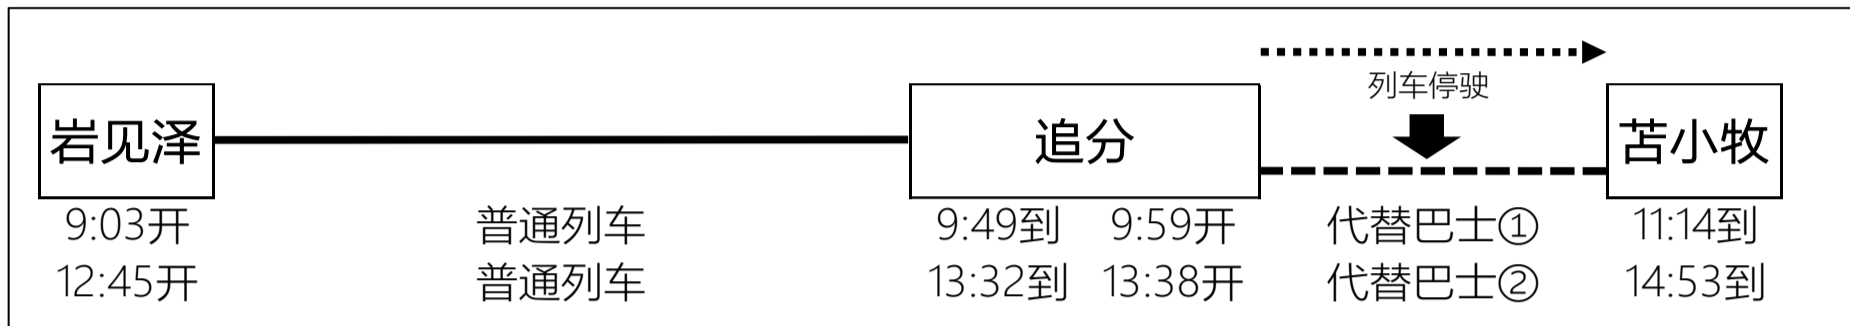 列车停驶
岩见泽 追分 苫小牧
9:03开 普通列车 9:49到 9:59开 代替巴士① 11:14到
12:45开 普通列车 13:32到 13:38开 代替巴士② 14:53到